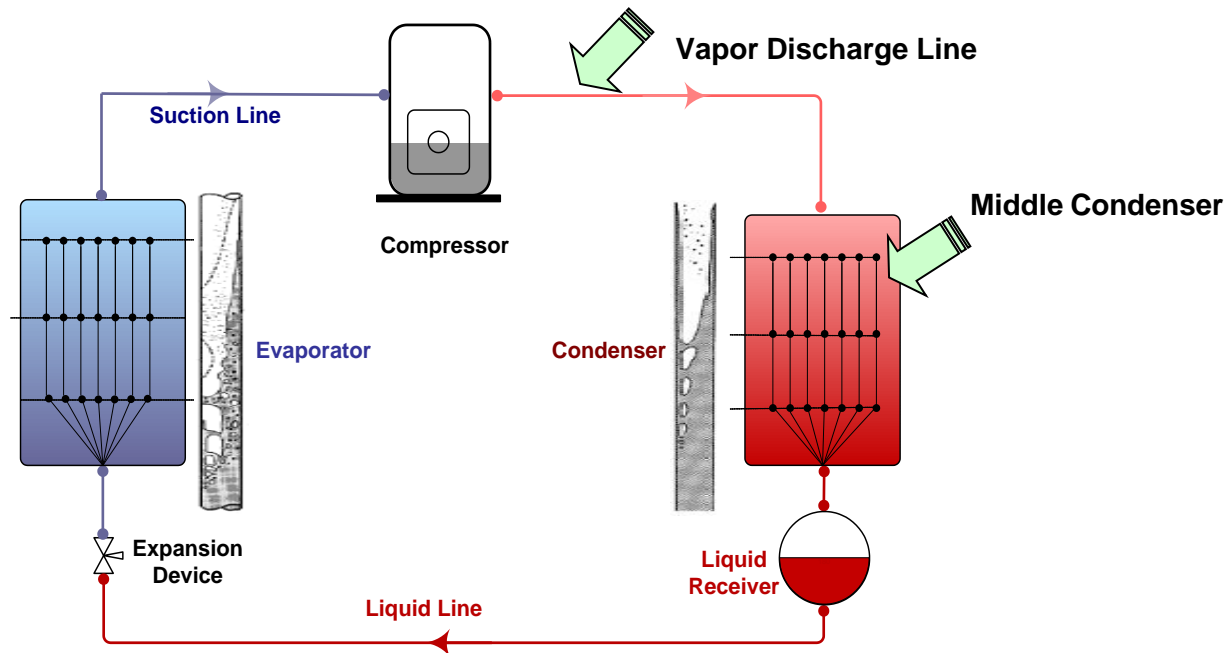 Vapor Discharge Line
Suction Line
Middle Condenser
Compressor
Evaporator
Condenser
Expansion
Device
Liquid
Receiver
Liquid Line